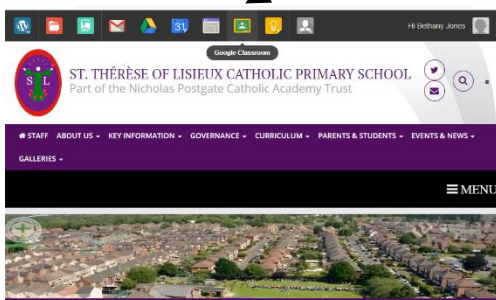 31
Hi Bethany Jones
Google Classroom
S L
ST. THÉRÈSE OF LISIEUX CATHOLIC PRIMARY SCHOOL
Part of the Nicholas Postgate Catholic Academy Trust
STAFF ABOUT US KEY INFORMATION GOVERNANCE CURRICULUM PARENTS & STUDENTS EVENTS & NEWS
GALLERIES
MENU